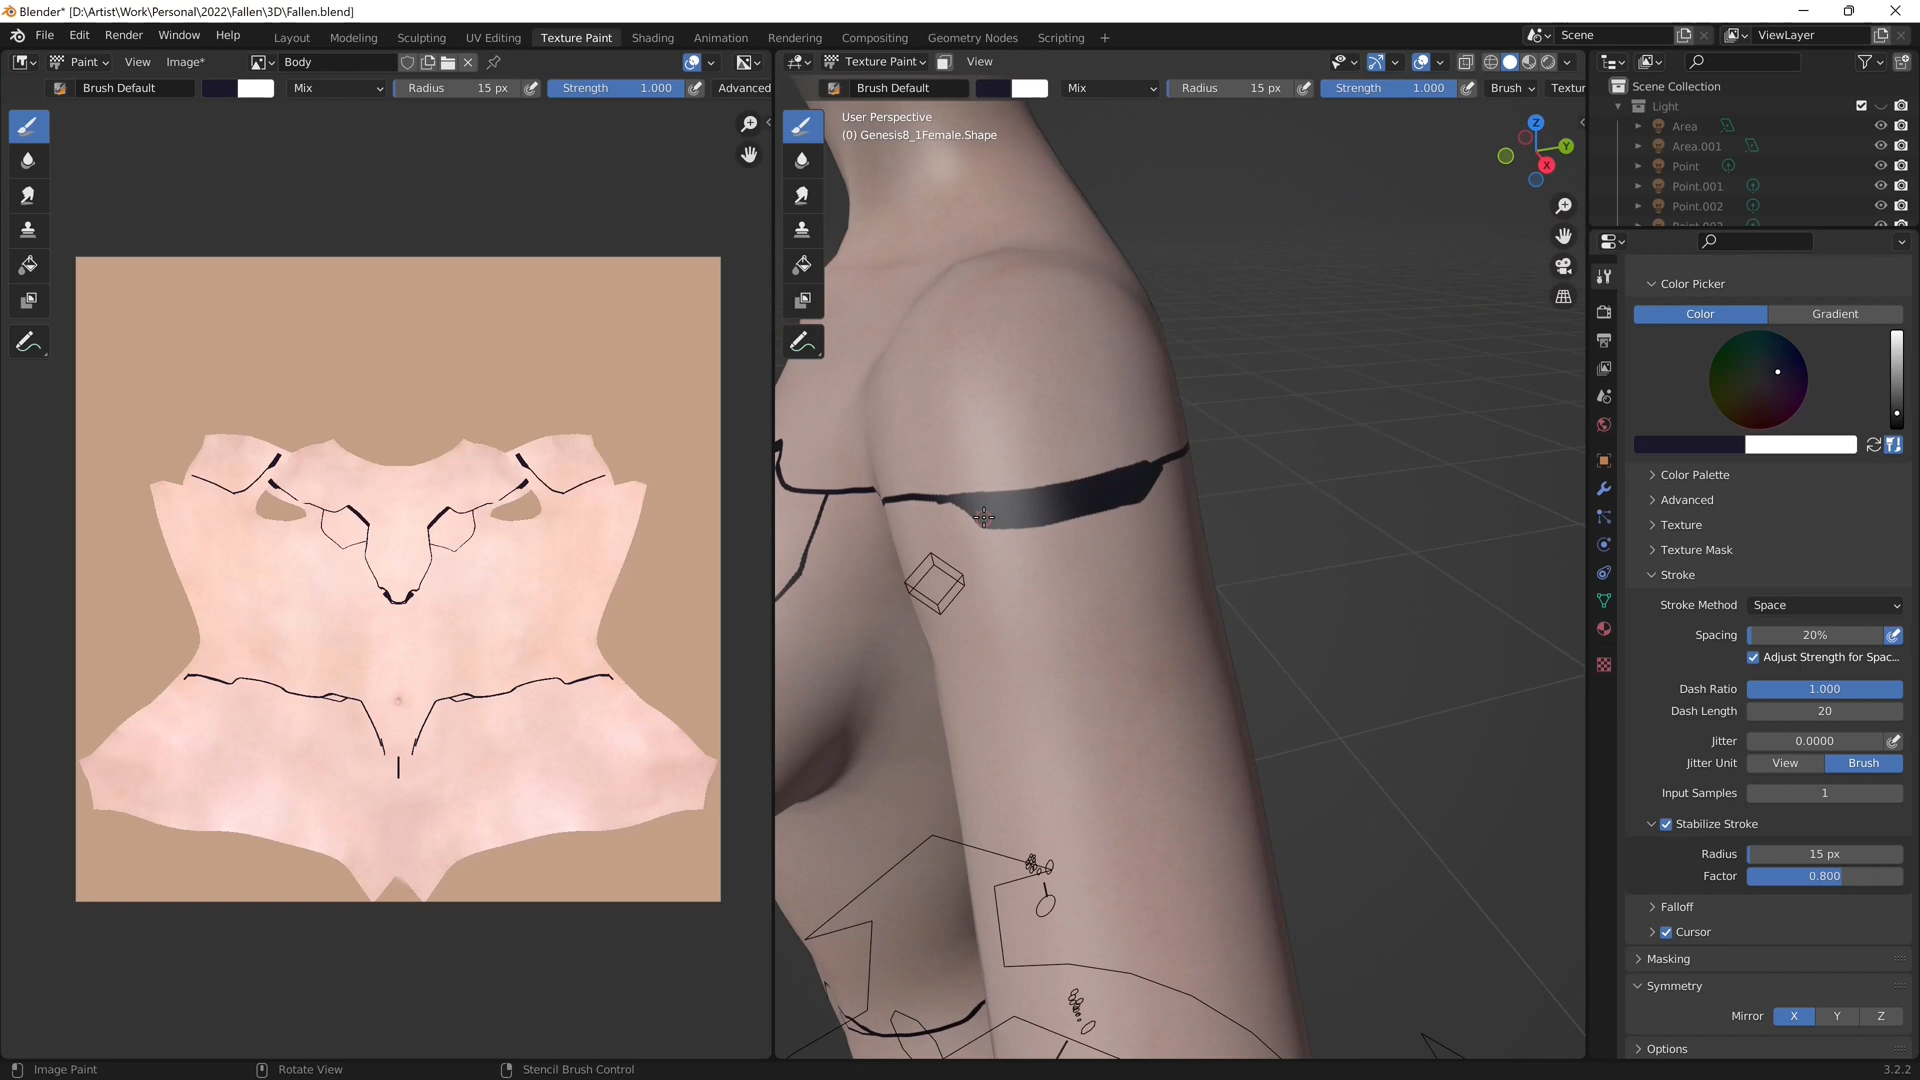 Blender* [D:\Artist\Work\Personal\2022\Fallen\3D\Fallen.blend]
File Edit Render Window Help Layout Modeling Sculpting UV Editing Texture Paint Shading Animation Rendering Compositing Geometry Nodes Scripting + Scene ViewLayer
Paint View Image* Body Texture Paint View
Brush Default Mix Radius 15 px Strength 1.000 Advanced Brush Default Mix Radius 15 px Strength 1.000 Brush Textur
User Perspective
(0) Genesis8_1Female.Shape
Z
Y
X
Scene Collection
Light
Area
Area.001
Point
Point.001
Point.002
Color Picker
Color Gradient
Color Palette
Advanced
Texture
Texture Mask
Stroke
Stroke Method Space
Spacing 20%
Adjust Strength for Spac...
Dash Ratio 1.000
Dash Length 20
Jitter 0.0000
Jitter Unit View Brush
Input Samples 1
Stabilize Stroke
Radius 15 px
Factor 0.800
Falloff
Cursor
Masking
Symmetry
Mirror X Y Z
Options
Image Paint Rotate View Stencil Brush Control 3.2.2